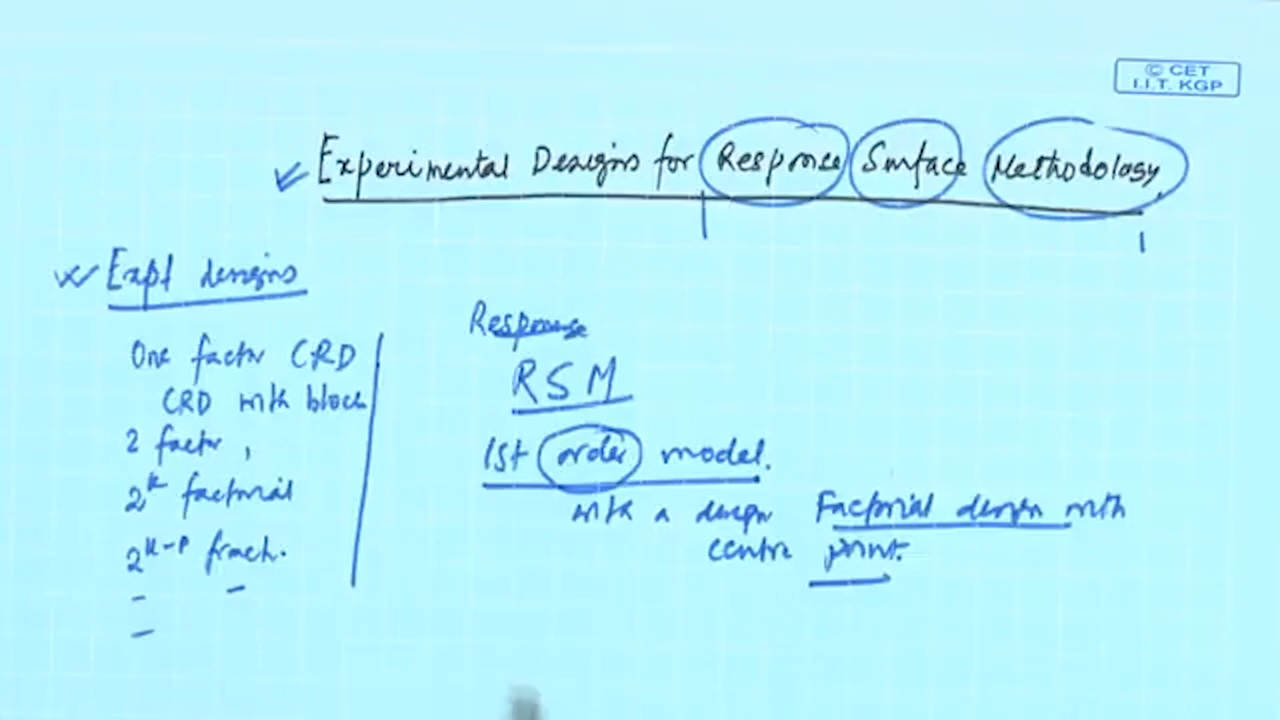 © CET
I.I.T. KGP
Experimental Designs for Response Surface Methodology
Expt designs
One factor CRD
CRD with block
2 factor,
2^k factorial
2^k-p frach.
Response
RSM
1st order model.
with a design Factorial design with
centre point.